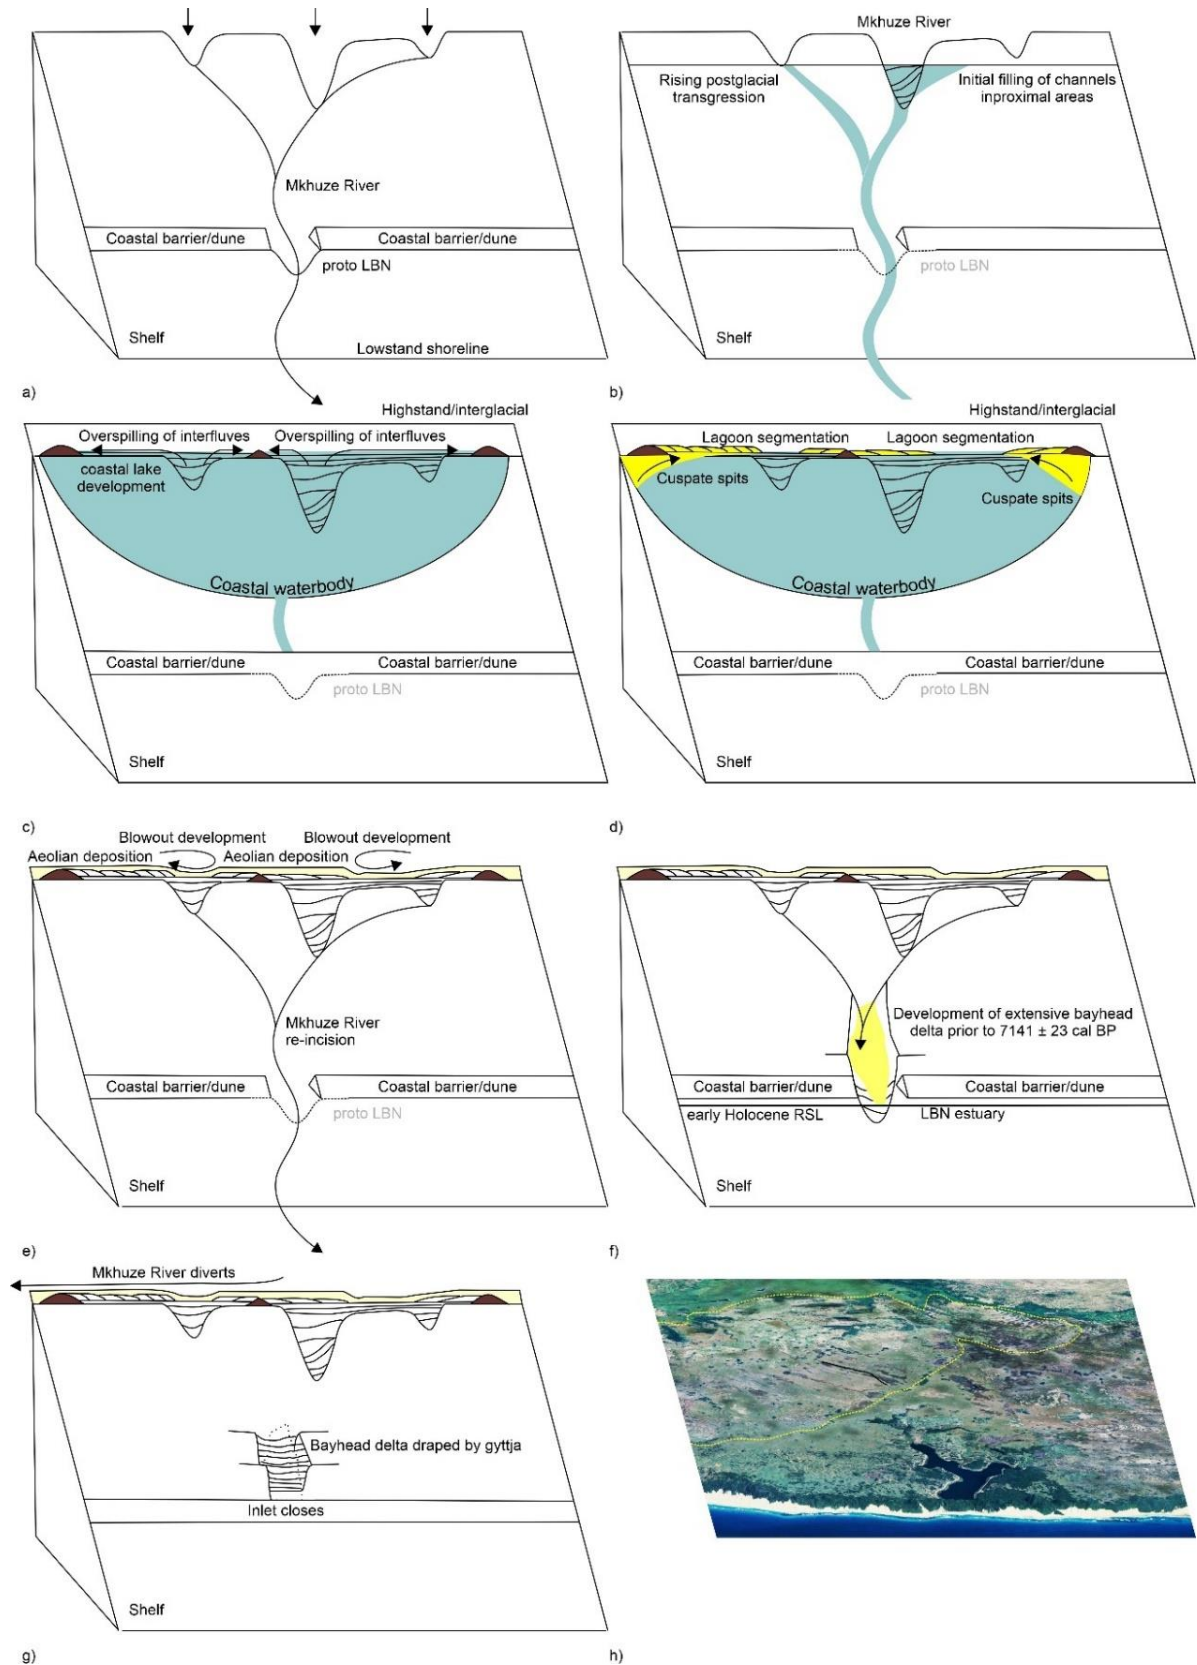 Mkhuze River
Coastal barrier/dune
Coastal barrier/dune
proto LBN
Shelf
Lowstand shoreline
a)
Mkhuze River
Rising postglacial
transgression
Initial filling of channels
inproximal areas
proto LBN
b)
Highstand/interglacial
Overspilling of interfluves
Overspilling of interfluves
coastal lake
development
Coastal waterbody
Coastal barrier/dune
Coastal barrier/dune
proto LBN
Shelf
c)
Highstand/interglacial
Lagoon segmentation
Lagoon segmentation
Cuspate spits
Cuspate spits
Coastal waterbody
Coastal barrier/dune
Coastal barrier/dune
proto LBN
Shelf
d)
Blowout development
Blowout development
Aeolian deposition
Aeolian deposition
Mkhuze River
re-incision
Coastal barrier/dune
Coastal barrier/dune
proto LBN
Shelf
e)
Development of extensive bayhead
delta prior to 7141 ± 23 cal BP
Coastal barrier/dune
Coastal barrier/dune
early Holocene RSL
LBN estuary
Shelf
f)
Mkhuze River diverts
Bayhead delta draped by gyttja
Inlet closes
Shelf
g)
h)